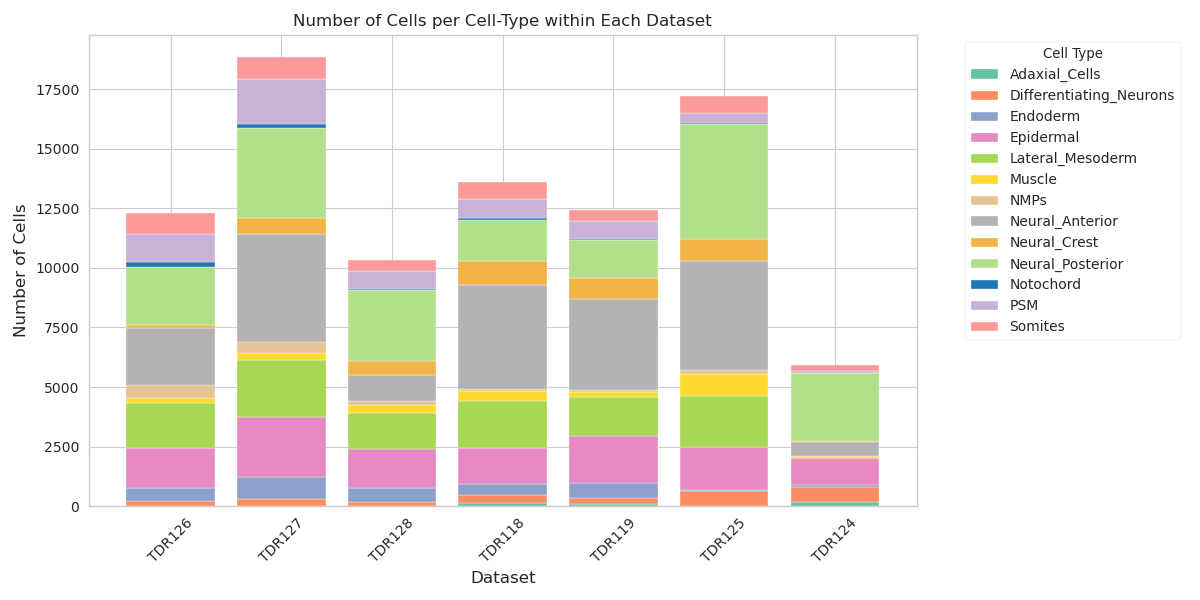 Number of Cells per Cell-Type within Each Dataset
Number of Cells
17500
15000
12500
10000
7500
5000
2500
0
TDR126
TDR127
TDR128
TDR118
TDR119
TDR125
TDR124
Dataset
Cell Type
Adaxial_Cells
Differentiating_Neurons
Endoderm
Epidermal
Lateral_Mesoderm
Muscle
NMPs
Neural_Anterior
Neural_Crest
Neural_Posterior
Notochord
PSM
Somites